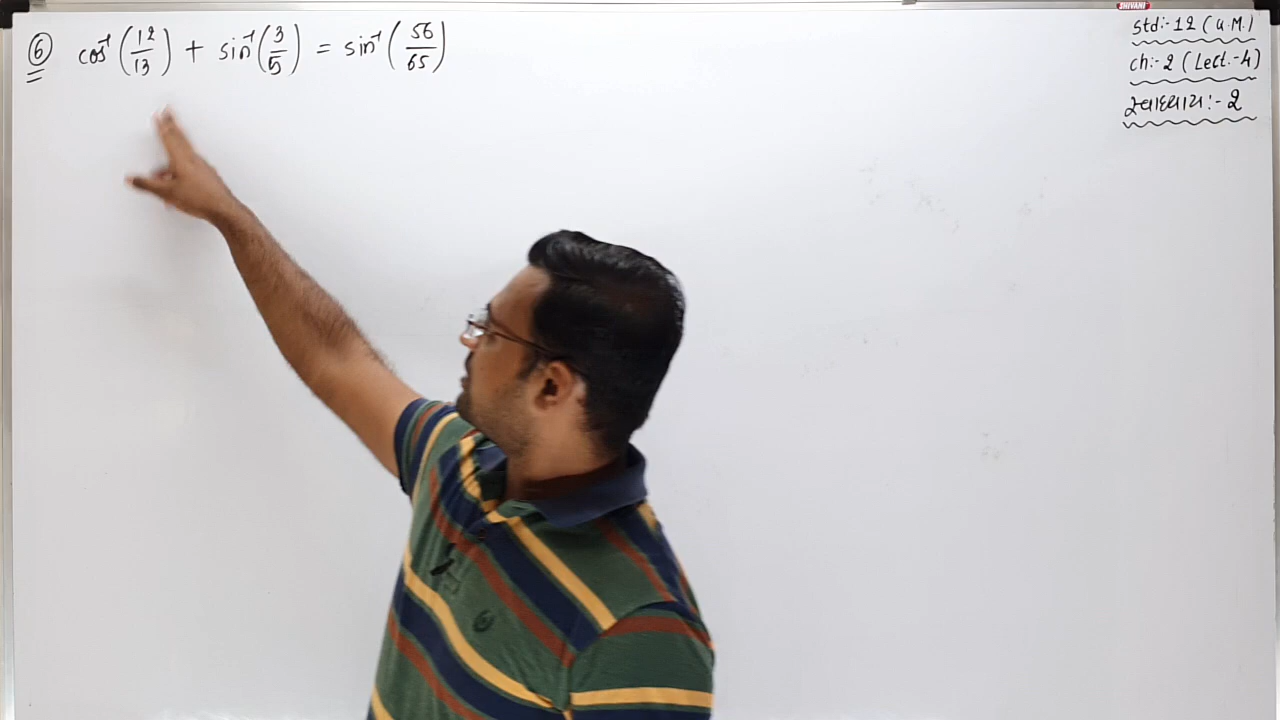 ⑥ cos⁻¹(12/13) + sin⁻¹(3/5) = sin⁻¹(56/65)
SHIVANI
Std:-12 (G.M.)
ch:-2 (Lect.-4)
સ્વાધ્યાય:- 2